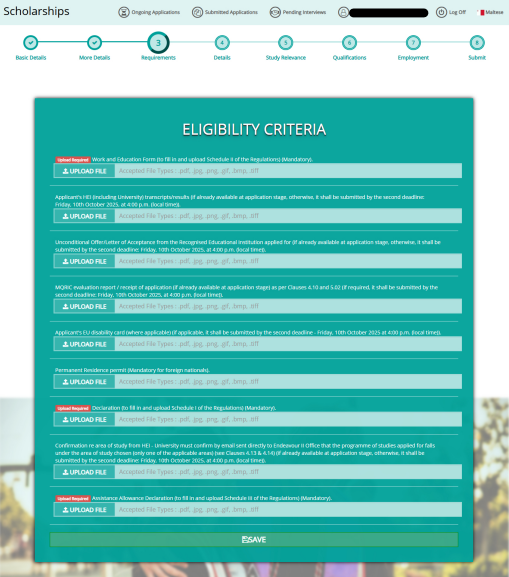 Scholarships
Ongoing Applications
Submitted Applications
Pending Interviews
Log Off
Maltese
3
4
5
6
7
8
Basic Details
More Details
Requirements
Details
Study Relevance
Qualifications
Employment
Submit
ELIGIBILITY CRITERIA
Upload Required Work and Education Form (to fill in and upload Schedule II of the Regulations) (Mandatory).
UPLOAD FILE Accepted File Types : .pdf, .jpg, .png, .gif, .bmp, .tiff
Applicant's HEI (including University) transcripts/results (if already available at application stage, otherwise, it shall be submitted by the second deadline:
Friday, 10th October 2025, at 4:00 p.m. (local time)).
UPLOAD FILE Accepted File Types : .pdf, .jpg, .png, .gif, .bmp, .tiff
Unconditional Offer/Letter of Acceptance from the Recognised Educational Institution applied for (if already available at application stage, otherwise, it shall be
submitted by the second deadline: Friday, 10th October 2025, at 4:00 p.m. (local time)).
UPLOAD FILE Accepted File Types : .pdf, .jpg, .png, .gif, .bmp, .tiff
MQRIC evaluation report / receipt of application (if already available at application stage) as per Clauses 4.10 and 5.02 (if required. It shall be submitted by the
second deadline: Friday, 10th October 2025, at 4:00 p.m. (local time)).
UPLOAD FILE Accepted File Types : .pdf, .jpg, .png, .gif, .bmp, .tiff
Applicant's EU disability card (where applicable) (if applicable, it shall be submitted by the second deadline - Friday, 10th October 2025, at 4:00 p.m. (local time)).
UPLOAD FILE Accepted File Types : .pdf, .jpg, .png, .gif, .bmp, .tiff
Permanent Residence permit (Mandatory for foreign nationals).
UPLOAD FILE Accepted File Types : .pdf, .jpg, .png, .gif, .bmp, .tiff
Upload Required Declaration (to fill in and upload Schedule I of the Regulations) (Mandatory).
UPLOAD FILE Accepted File Types : .pdf, .jpg, .png, .gif, .bmp, .tiff
Confirmation re area of study from HEI - University must confirm by email sent directly to Endeavour II Office that the programme of studies applied for falls
under the area of study chosen (only one of the applicable areas) (see Clauses 4.13 & 4.14) (if already available at application stage, otherwise, it shall be
submitted by the second deadline: Friday, 10th October 2025, at 4:00 p.m. (local time)).
UPLOAD FILE Accepted File Types : .pdf, .jpg, .png, .gif, .bmp, .tiff
Upload Required Assistance Allowance Declaration (to fill in and upload Schedule III of the Regulations) (Mandatory).
UPLOAD FILE Accepted File Types : .pdf, .jpg, .png, .gif, .bmp, .tiff
SAVE